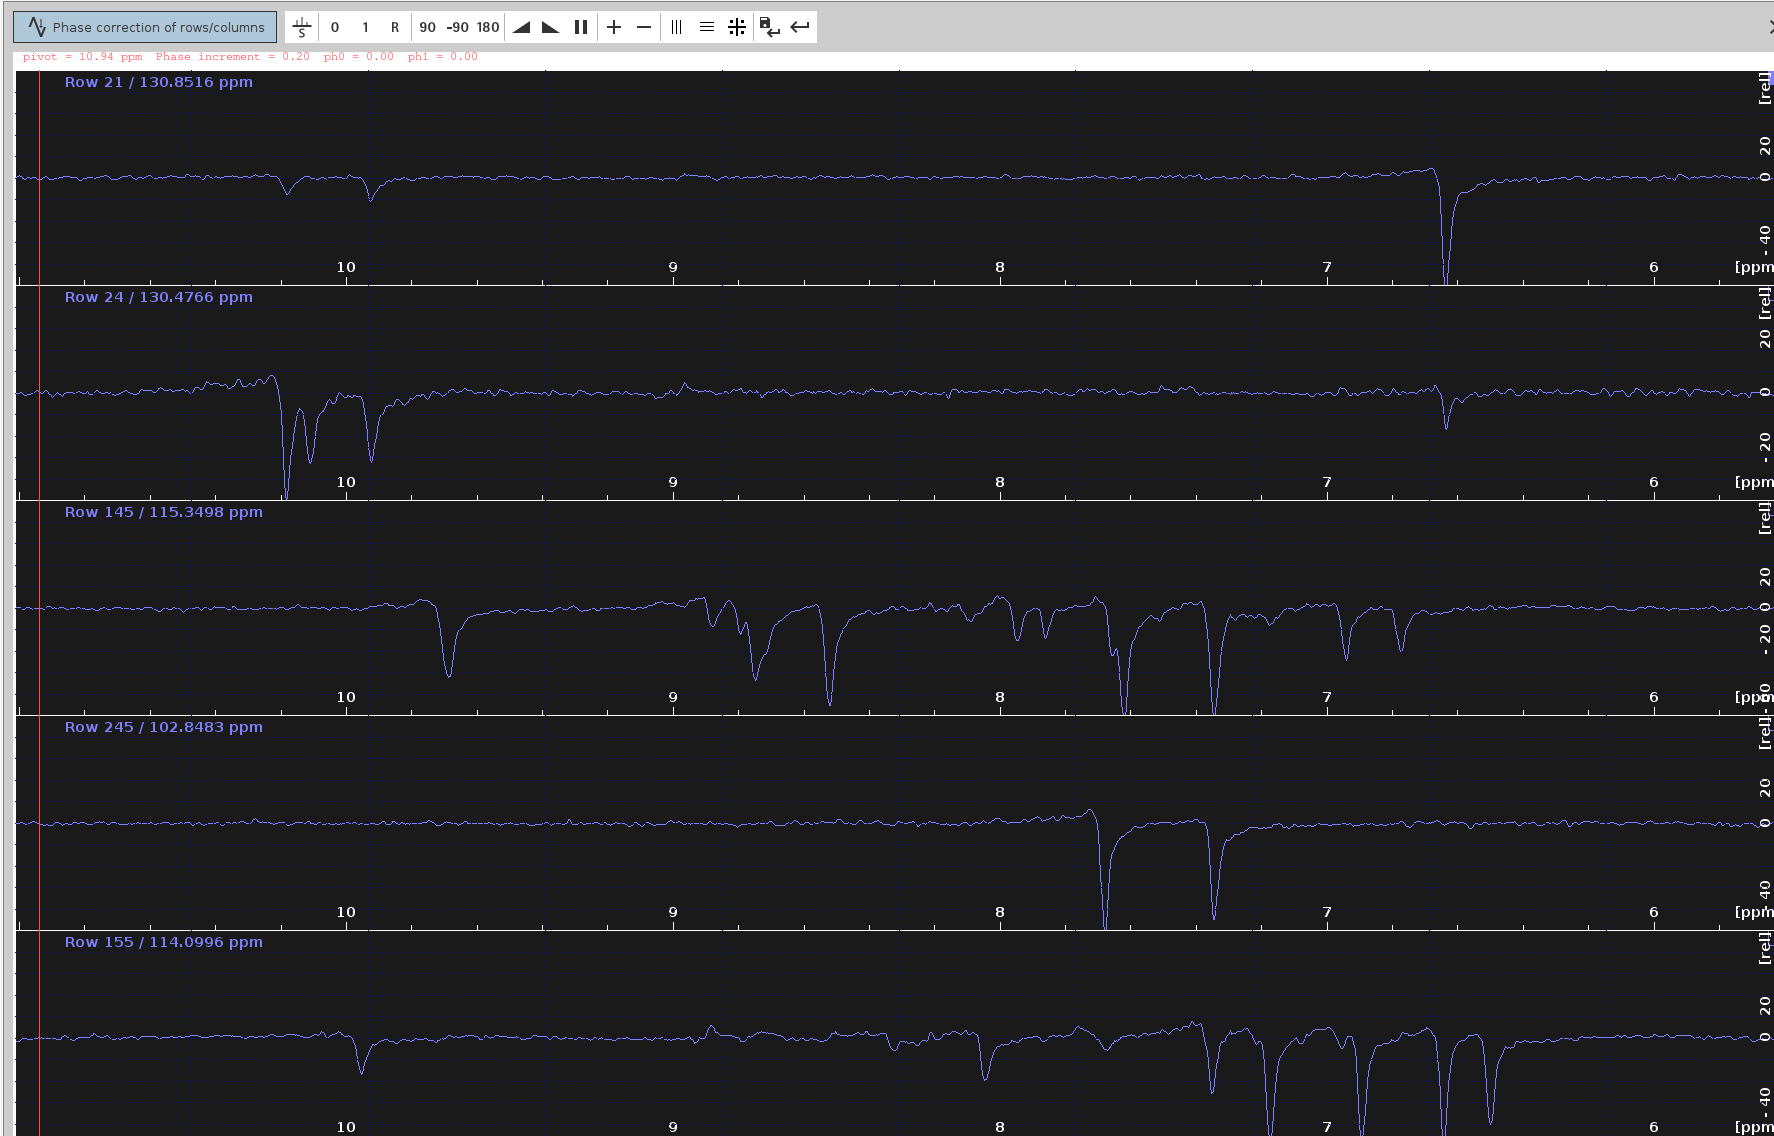 Phase correction of rows/columns S 0 1 R 90 -90 180
pivot = 10.94 ppm Phase increment = 0.20 ph0 = 0.00 ph1 = 0.00
Row 21 / 130.8516 ppm
[rel]
20
0
- 40
10 9 8 7 6 [ppm
Row 24 / 130.4766 ppm
[rel]
20
0
- 20
10 9 8 7 6 [ppm
Row 145 / 115.3498 ppm
[rel]
20
0
- 20
10 9 8 7 6 [ppm
Row 245 / 102.8483 ppm
[rel]
20
0
- 40
10 9 8 7 6 [ppm
Row 155 / 114.0996 ppm
[rel]
20
0
- 40
10 9 8 7 6 [ppm